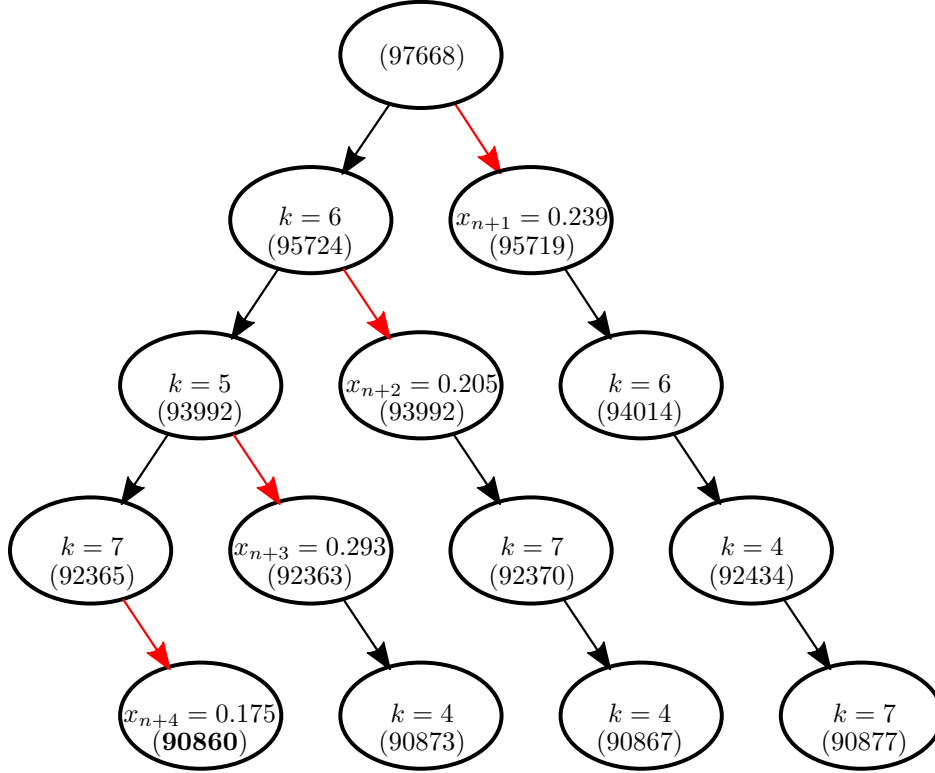 (97668)
k = 6
(95724)
x_{n+1} = 0.239
(95719)
k = 5
(93992)
x_{n+2} = 0.205
(93992)
k = 6
(94014)
k = 7
(92365)
x_{n+3} = 0.293
(92363)
k = 7
(92370)
k = 4
(92434)
x_{n+4} = 0.175
(90860)
k = 4
(90873)
k = 4
(90867)
k = 7
(90877)